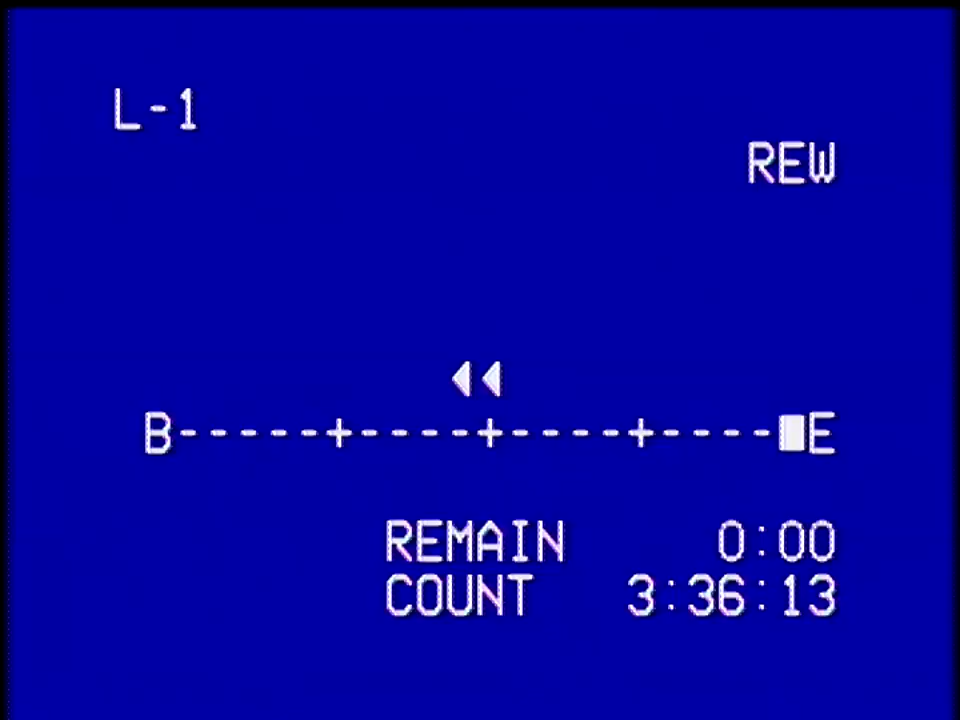 L-1
REW
B-----+----+----+----■E
REMAIN 0:00
COUNT 3:36:13